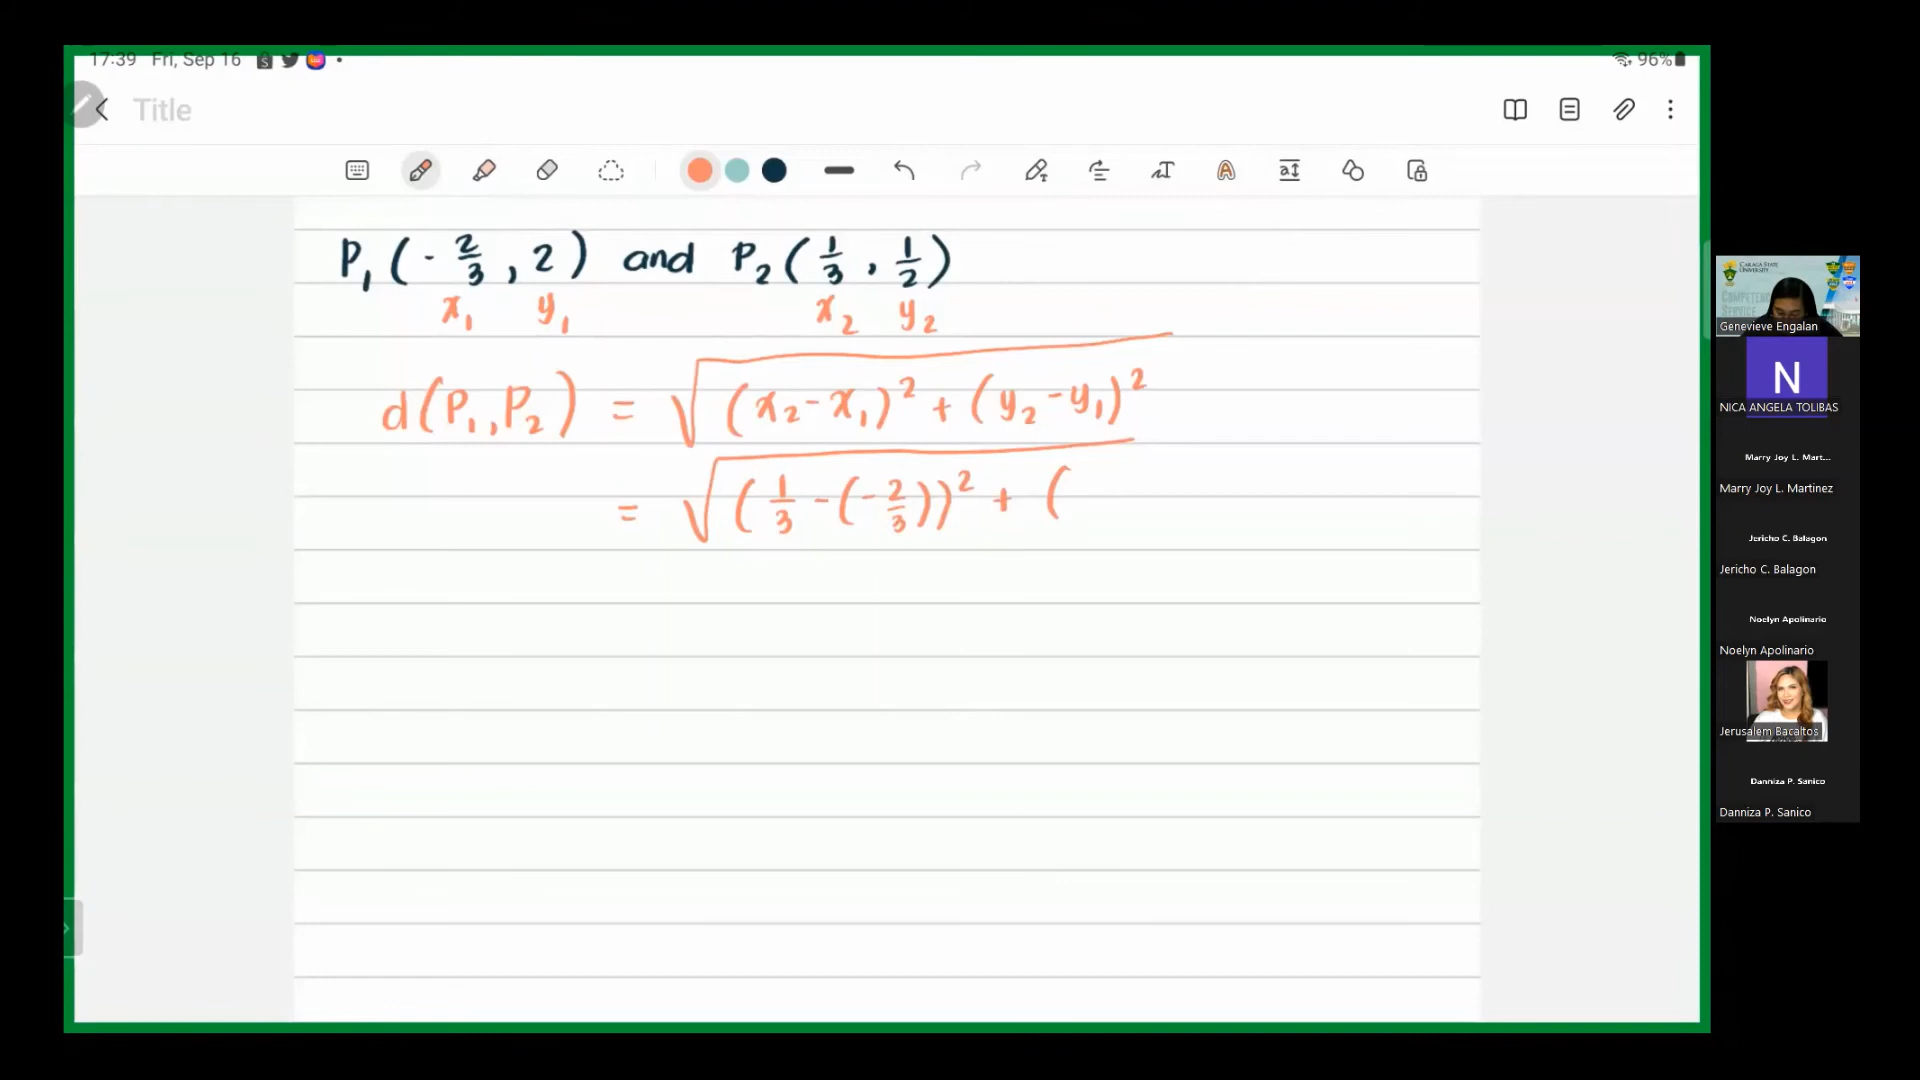 17:39 Fri, Sep 16
96%
Title
P₁(-2/3, 2) and P₂(1/3, 1/2)
x₁ y₁ x₂ y₂
d(P₁,P₂) = √((x₂-x₁)² + (y₂-y₁)²
= √((1/3 -(-2/3))² + (
CARAGA STATE UNIVERSITY
Genevieve Engalan
N
NICA ANGELA TOLIBAS
Marry Joy L. Mart...
Marry Joy L. Martinez
Jericho C. Balagon
Jericho C. Balagon
Noelyn Apolinario
Noelyn Apolinario
Jerusalem Bacaltos
Danniza P. Sanico
Danniza P. Sanico